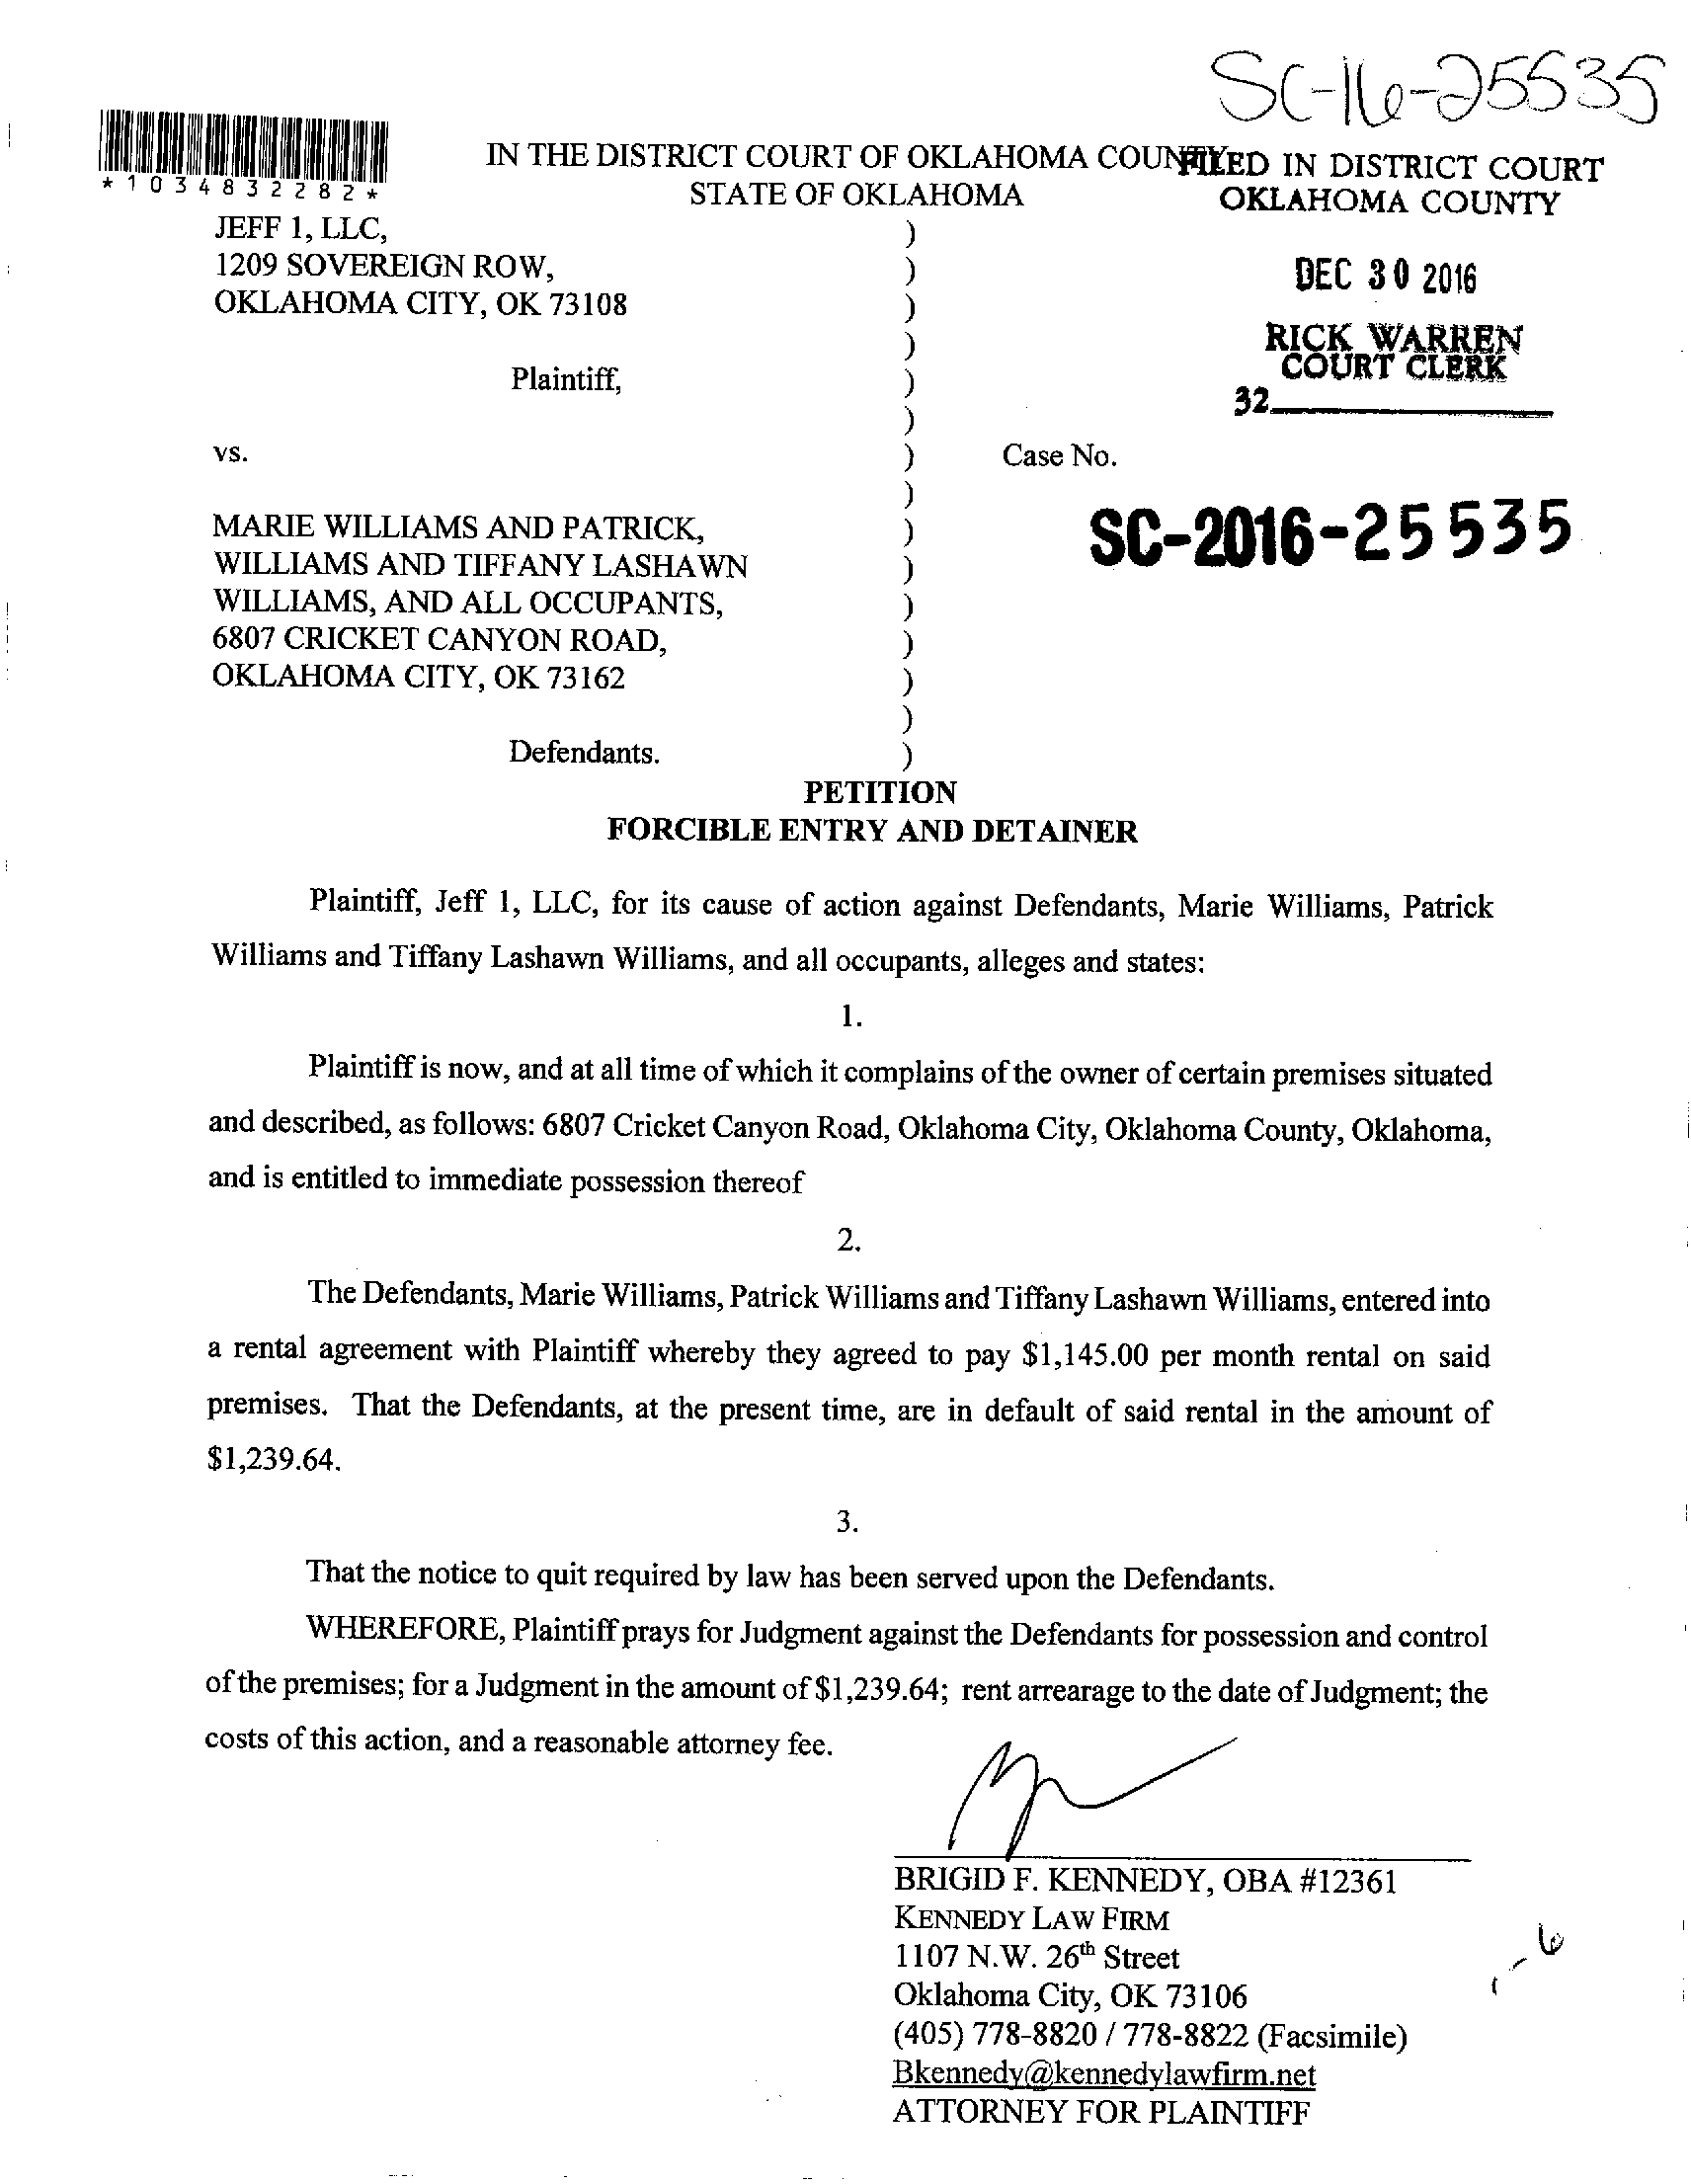 SC-16-25535
*1034832282*
IN THE DISTRICT COURT OF OKLAHOMA COUNTY
STATE OF OKLAHOMA
FILED IN DISTRICT COURT
OKLAHOMA COUNTY
DEC 30 2016
RICK WARREN
COURT CLERK
32
JEFF 1, LLC, )
1209 SOVEREIGN ROW, )
OKLAHOMA CITY, OK 73108 )
)
Plaintiff, )
)
vs. ) Case No.
)
SC-2016-25535
MARIE WILLIAMS AND PATRICK, )
WILLIAMS AND TIFFANY LASHAWN )
WILLIAMS, AND ALL OCCUPANTS, )
6807 CRICKET CANYON ROAD, )
OKLAHOMA CITY, OK 73162 )
)
Defendants. )
PETITION
FORCIBLE ENTRY AND DETAINER
Plaintiff, Jeff 1, LLC, for its cause of action against Defendants, Marie Williams, Patrick
Williams and Tiffany Lashawn Williams, and all occupants, alleges and states:
1.
Plaintiff is now, and at all time of which it complains of the owner of certain premises situated
and described, as follows: 6807 Cricket Canyon Road, Oklahoma City, Oklahoma County, Oklahoma,
and is entitled to immediate possession thereof
2.
The Defendants, Marie Williams, Patrick Williams and Tiffany Lashawn Williams, entered into
a rental agreement with Plaintiff whereby they agreed to pay $1,145.00 per month rental on said
premises. That the Defendants, at the present time, are in default of said rental in the amount of
$1,239.64.
3.
That the notice to quit required by law has been served upon the Defendants.
WHEREFORE, Plaintiff prays for Judgment against the Defendants for possession and control
of the premises; for a Judgment in the amount of $1,239.64; rent arrearage to the date of Judgment; the
costs of this action, and a reasonable attorney fee.
BRIGID F. KENNEDY, OBA #12361
KENNEDY LAW FIRM
1107 N.W. 26th Street
Oklahoma City, OK 73106
(405) 778-8820 / 778-8822 (Facsimile)
Bkennedy@kennedylawfirm.net
ATTORNEY FOR PLAINTIFF
1-6